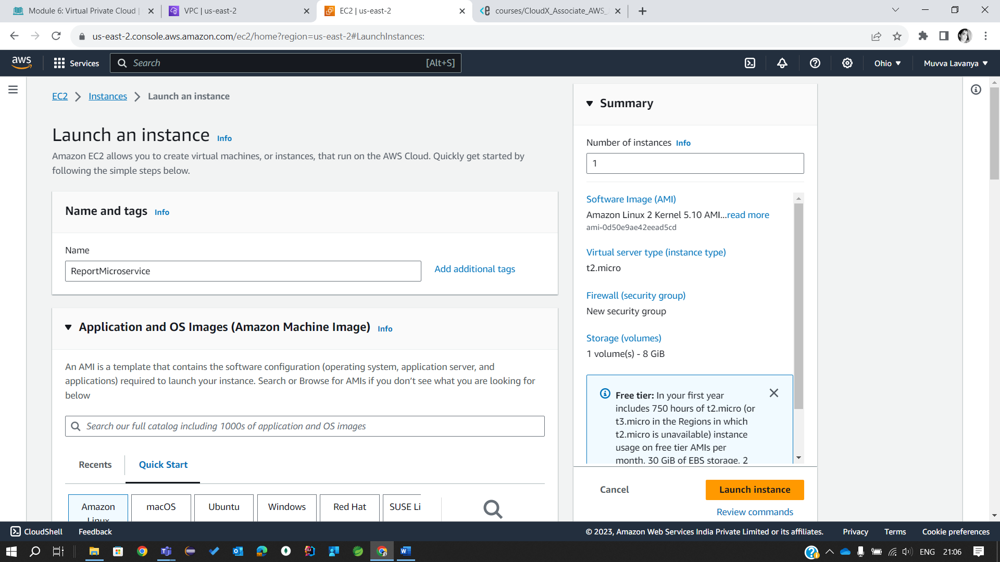 Module 6: Virtual Private Cloud |
VPC | us-east-2
EC2 | us-east-2
courses/CloudX_Associate_AWS_
us-east-2.console.aws.amazon.com/ec2/home?region=us-east-2#LaunchInstances:
aws
Services
Search
[Alt+S]
Ohio
Muvva Lavanya
EC2
Instances
Launch an instance
Launch an instance Info
Amazon EC2 allows you to create virtual machines, or instances, that run on the AWS Cloud. Quickly get started by
following the simple steps below.
Name and tags Info
Name
ReportMicroservice
Add additional tags
Application and OS Images (Amazon Machine Image) Info
An AMI is a template that contains the software configuration (operating system, application server, and
applications) required to launch your instance. Search or Browse for AMIs if you don’t see what you are looking for
below
Search our full catalog including 1000s of application and OS images
Recents
Quick Start
Amazon
Linux
macOS
Ubuntu
Windows
Red Hat
SUSE Li
Summary
Number of instances Info
1
Software Image (AMI)
Amazon Linux 2 Kernel 5.10 AMI...read more
ami-0d50e9ae42eead5cd
Virtual server type (instance type)
t2.micro
Firewall (security group)
New security group
Storage (volumes)
1 volume(s) - 8 GiB
Free tier: In your first year
includes 750 hours of t2.micro (or
t3.micro in the Regions in which
t2.micro is unavailable) instance
usage on free tier AMIs per
month, 30 GiB of EBS storage, 2
Cancel
Launch instance
Review commands
CloudShell
Feedback
© 2023, Amazon Web Services India Private Limited or its affiliates.
Privacy
Terms
Cookie preferences
ENG
21:06